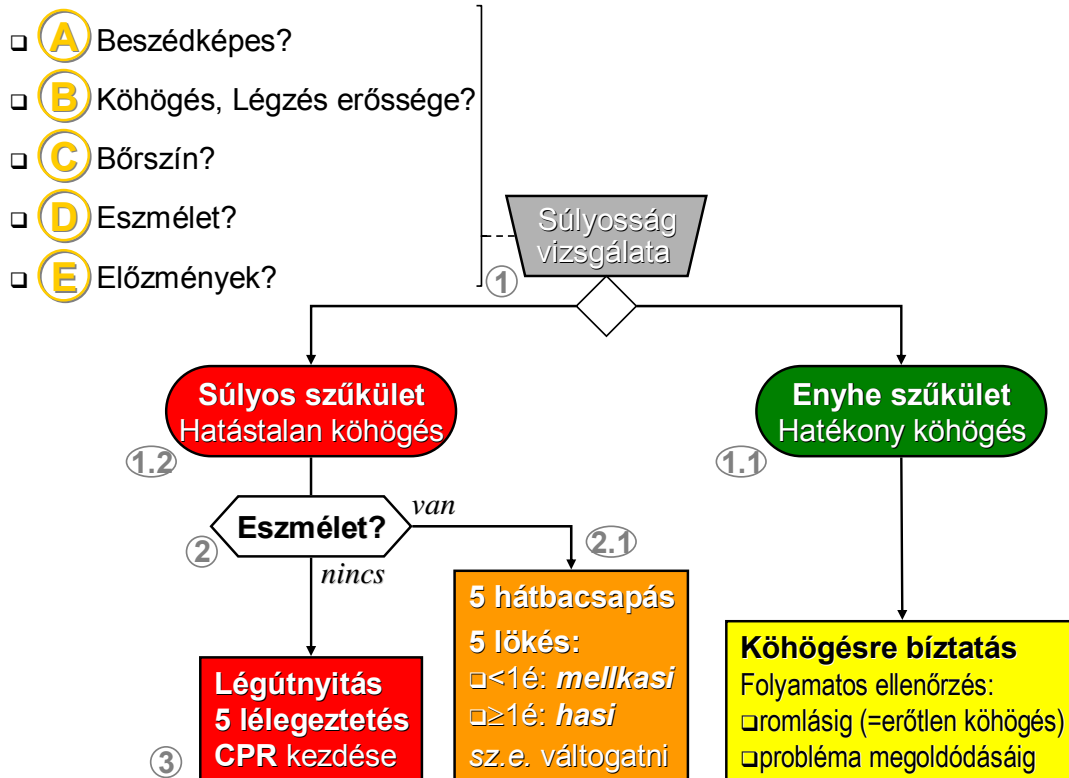 ❑ A Beszédképes?
❑ B Köhögés, Légzés erőssége?
❑ C Bőrszín?
❑ D Eszmélet?
❑ E Előzmények?
Súlyosság
vizsgálata
1
Súlyos szűkület
Hatástalan köhögés
1.2
Enyhe szűkület
Hatékony köhögés
1.1
Eszmélet?
2
van
nincs
2.1
5 hátbacsapás
5 lökés:
❑<1é: mellkasi
❑≥1é: hasi
sz.e. váltogatni
Légútnyitás
5 lélegeztetés
CPR kezdése
3
Köhögésre bíztatás
Folyamatos ellenőrzés:
❑romlásig (=erőtlen köhögés)
❑probléma megoldódásáig